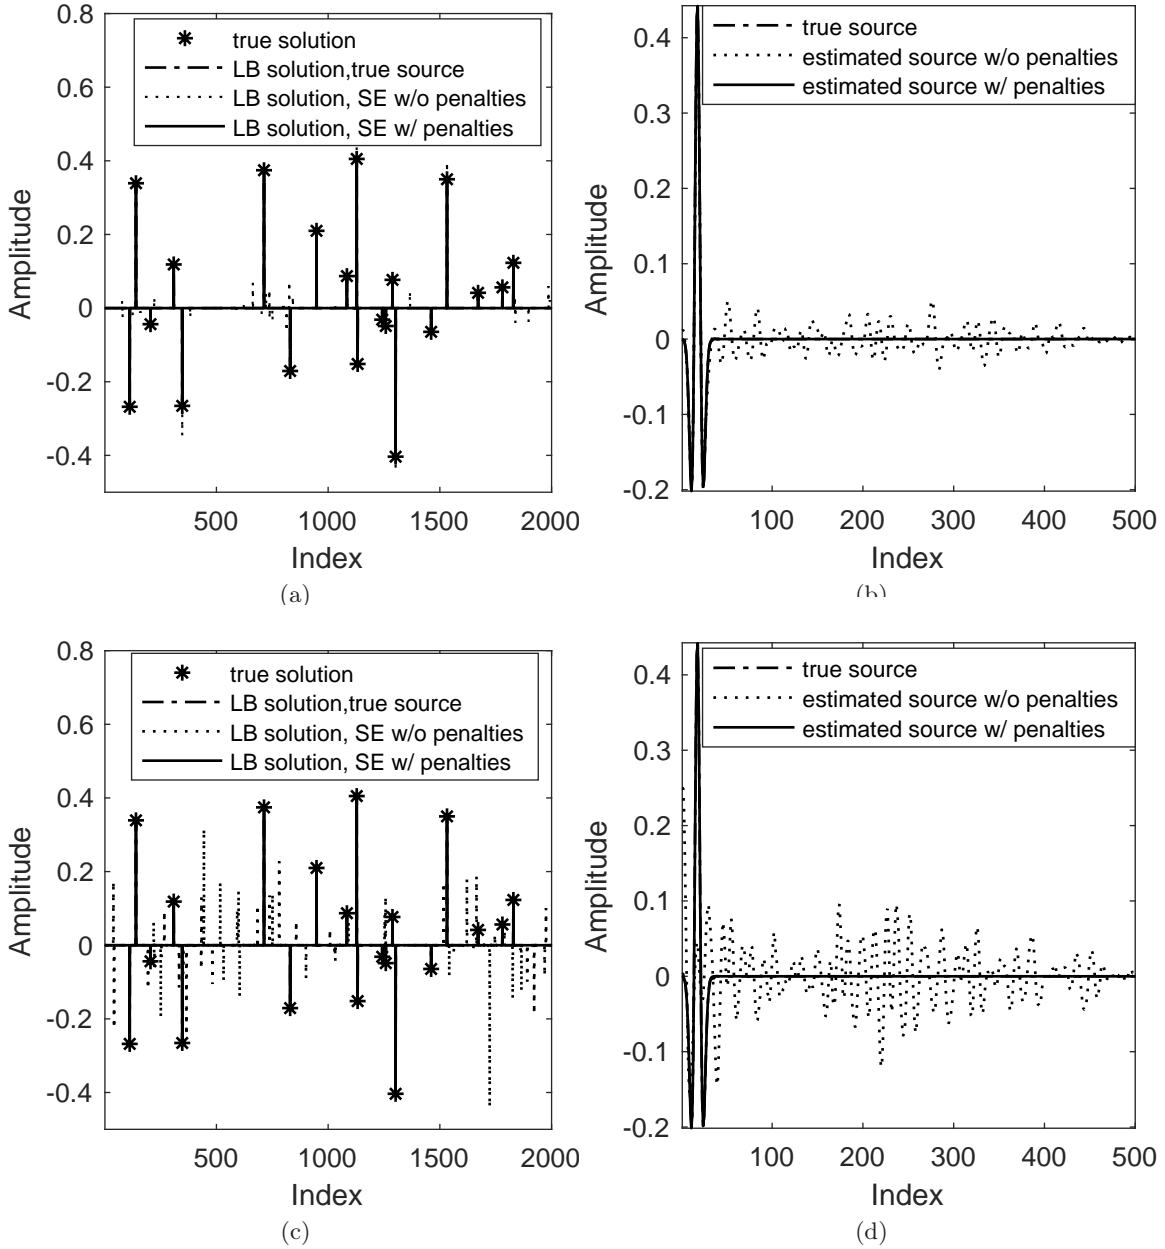 0.8
0.6
0.4
0.2
0
-0.2
-0.4
Amplitude
true solution
LB solution,true source
LB solution, SE w/o penalties
LB solution, SE w/ penalties
500
1000
1500
2000
Index
(a)
0.4
0.3
0.2
0.1
0
-0.1
-0.2
Amplitude
true source
estimated source w/o penalties
estimated source w/ penalties
100
200
300
400
500
Index
(b)
0.8
0.6
0.4
0.2
0
-0.2
-0.4
Amplitude
true solution
LB solution,true source
LB solution, SE w/o penalties
LB solution, SE w/ penalties
500
1000
1500
2000
Index
(c)
0.4
0.3
0.2
0.1
0
-0.1
-0.2
Amplitude
true source
estimated source w/o penalties
estimated source w/ penalties
100
200
300
400
500
Index
(d)